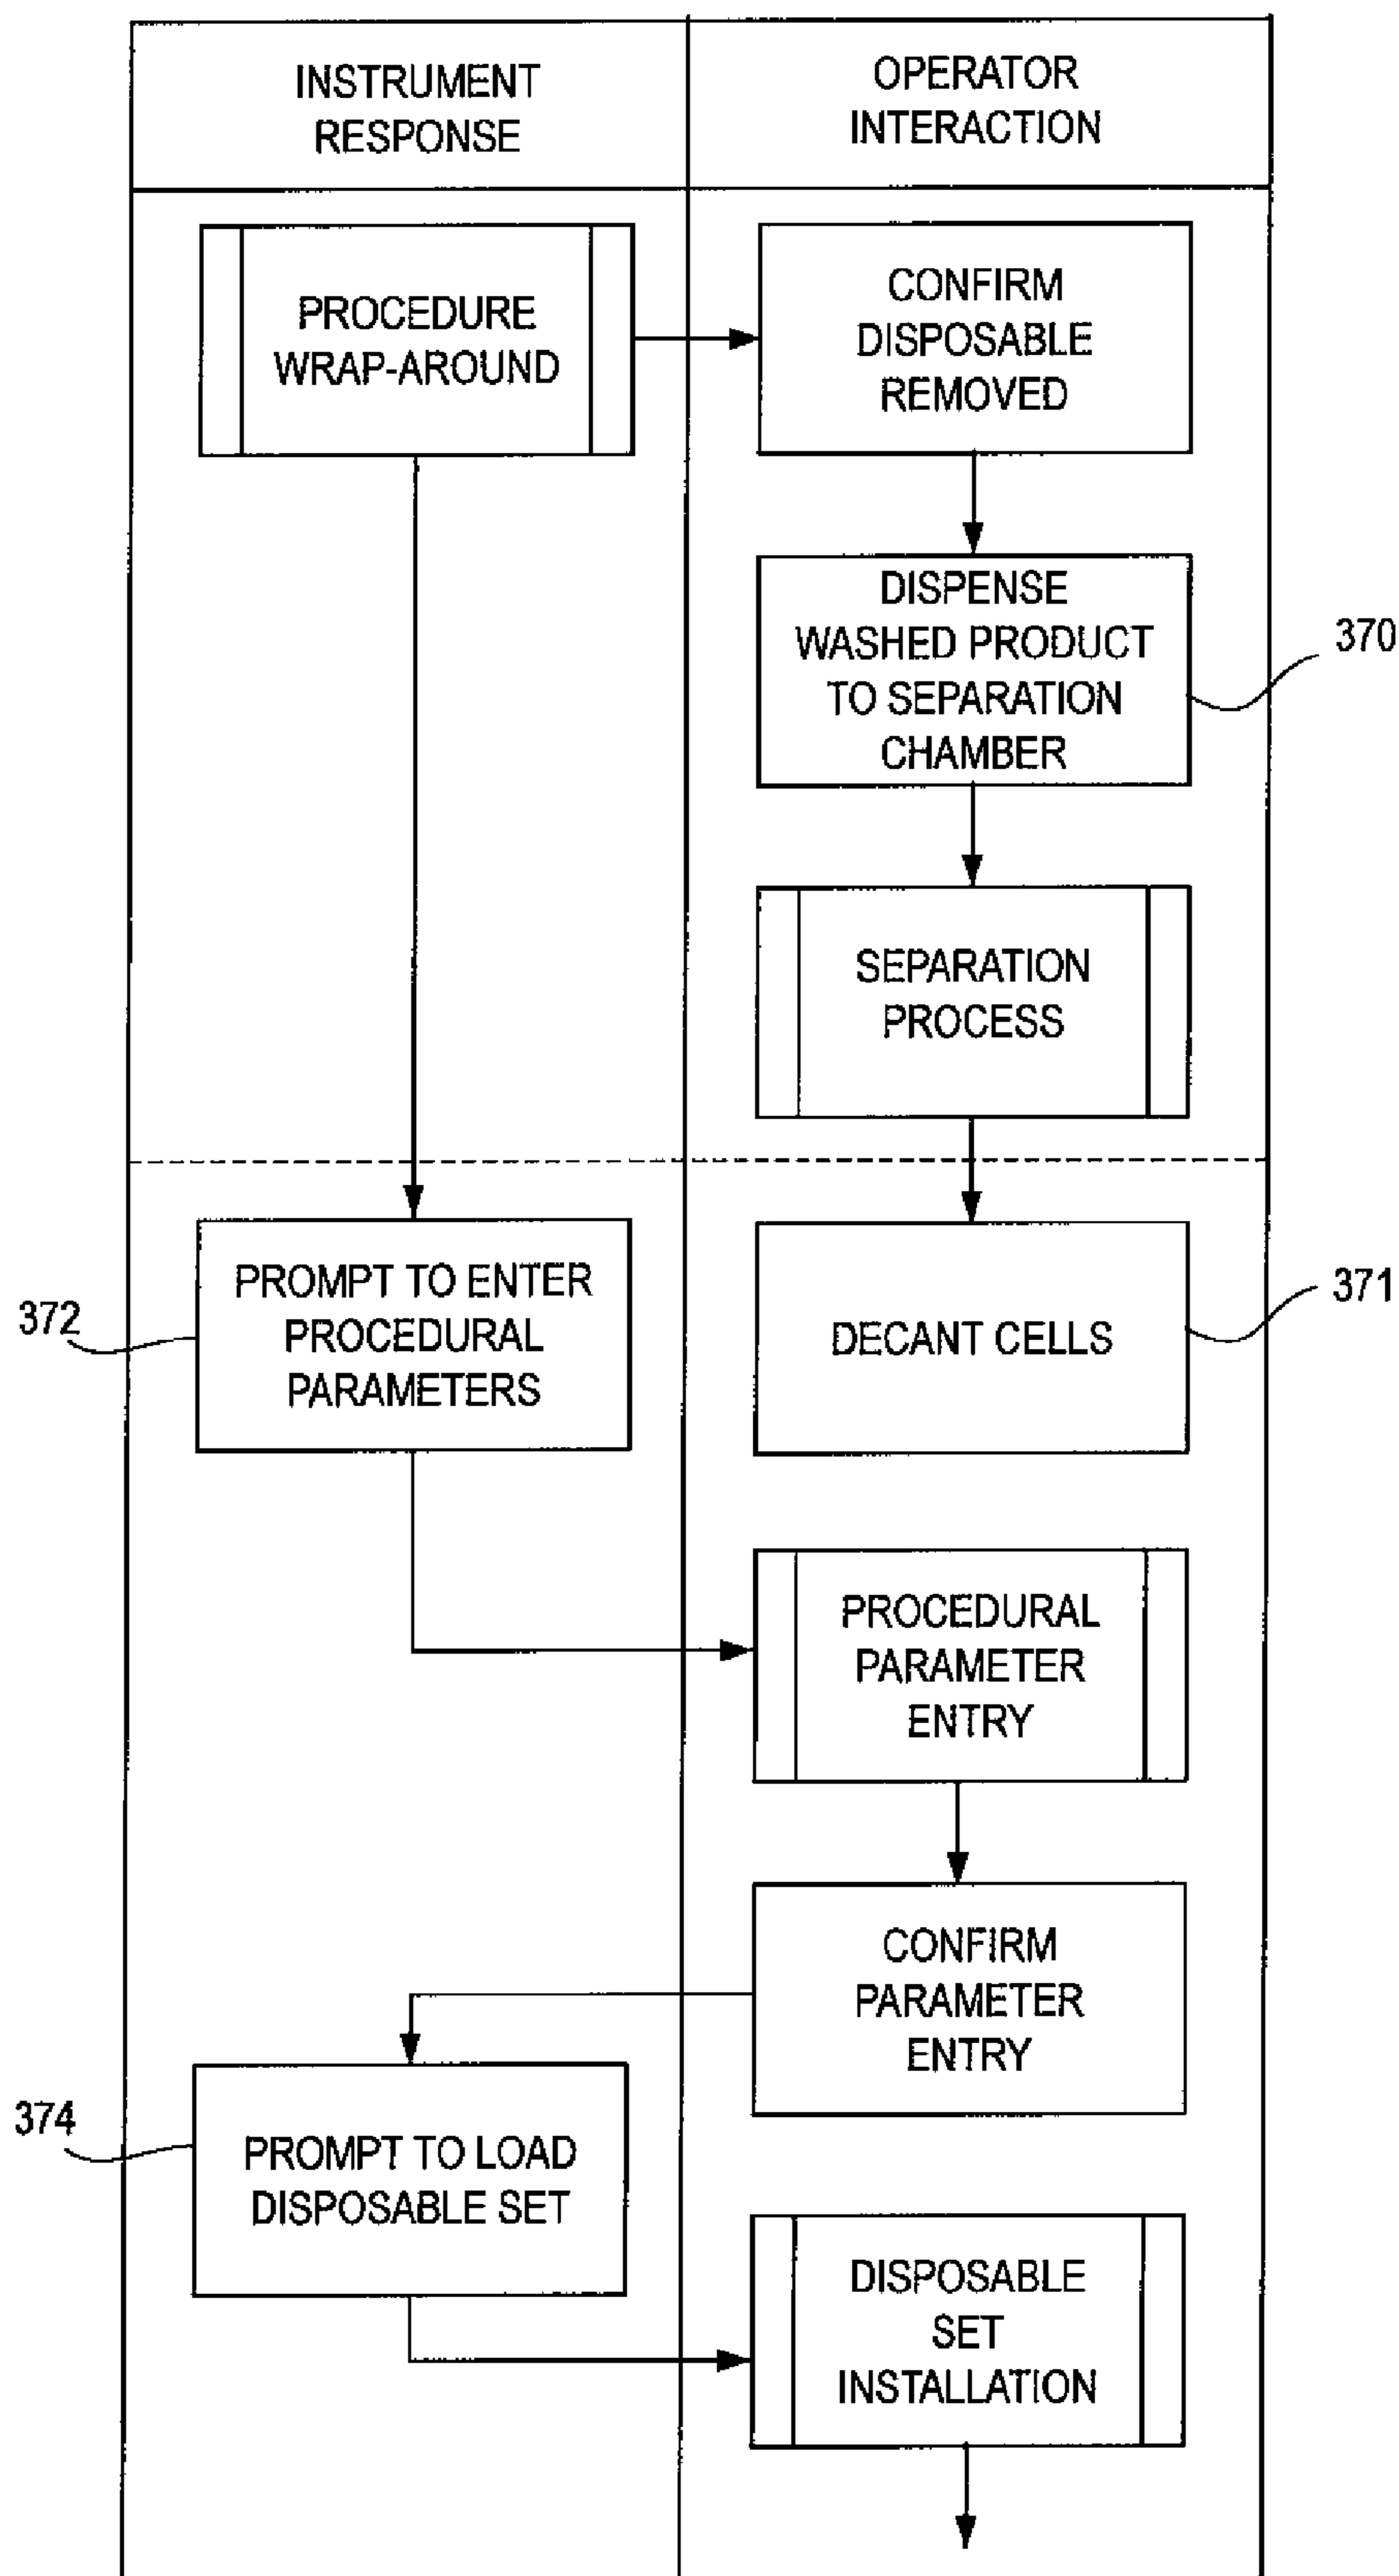 INSTRUMENT
RESPONSE
OPERATOR
INTERACTION
PROCEDURE
WRAP-AROUND
CONFIRM
DISPOSABLE
REMOVED
DISPENSE
WASHED PRODUCT
TO SEPARATION
CHAMBER
370
SEPARATION
PROCESS
PROMPT TO ENTER
PROCEDURAL
PARAMETERS
372
DECANT CELLS
371
PROCEDURAL
PARAMETER
ENTRY
CONFIRM
PARAMETER
ENTRY
374
PROMPT TO LOAD
DISPOSABLE SET
DISPOSABLE
SET
INSTALLATION